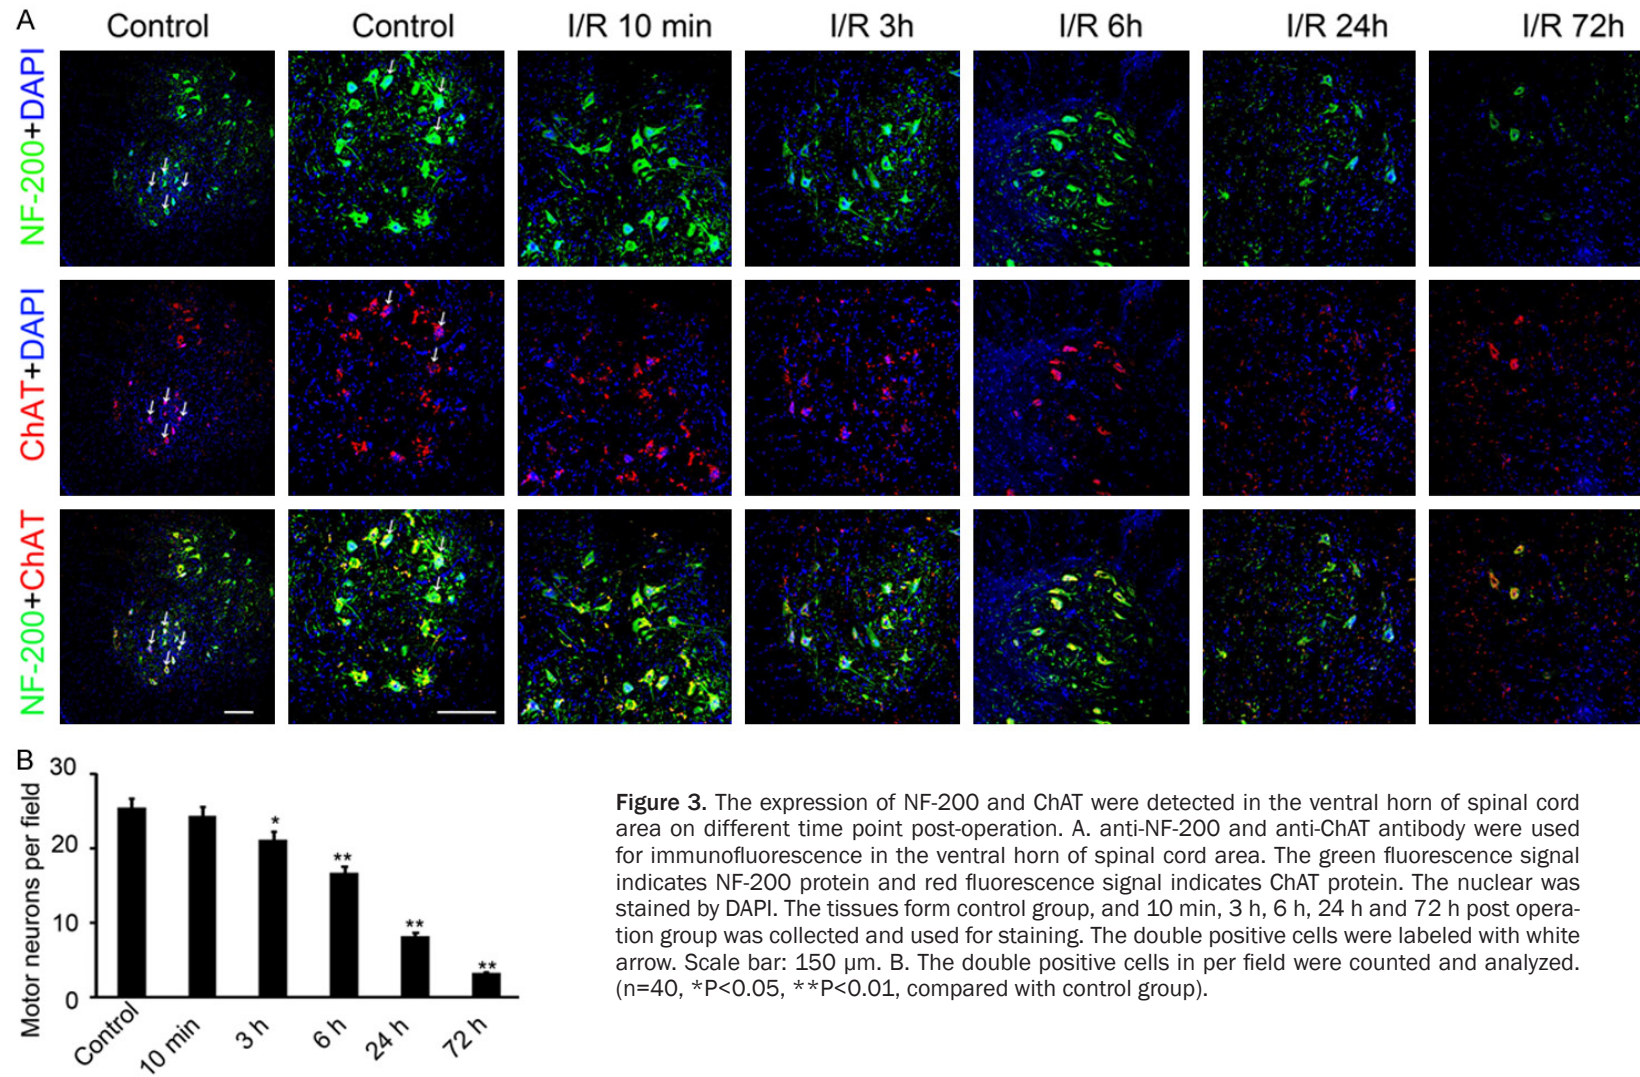 A
Control Control I/R 10 min I/R 3h I/R 6h I/R 24h I/R 72h
NF-200+DAPI
ChAT+DAPI
NF-200+ChAT
B
Motor neurons per field
30
20
10
0
*
**
**
**
Control 10 min 3 h 6 h 24 h 72 h
Figure 3. The expression of NF-200 and ChAT were detected in the ventral horn of spinal cord
area on different time point post-operation. A. anti-NF-200 and anti-ChAT antibody were used
for immunofluorescence in the ventral horn of spinal cord area. The green fluorescence signal
indicates NF-200 protein and red fluorescence signal indicates ChAT protein. The nuclear was
stained by DAPI. The tissues form control group, and 10 min, 3 h, 6 h, 24 h and 72 h post opera-
tion group was collected and used for staining. The double positive cells were labeled with white
arrow. Scale bar: 150 μm. B. The double positive cells in per field were counted and analyzed.
(n=40, *P<0.05, **P<0.01, compared with control group).